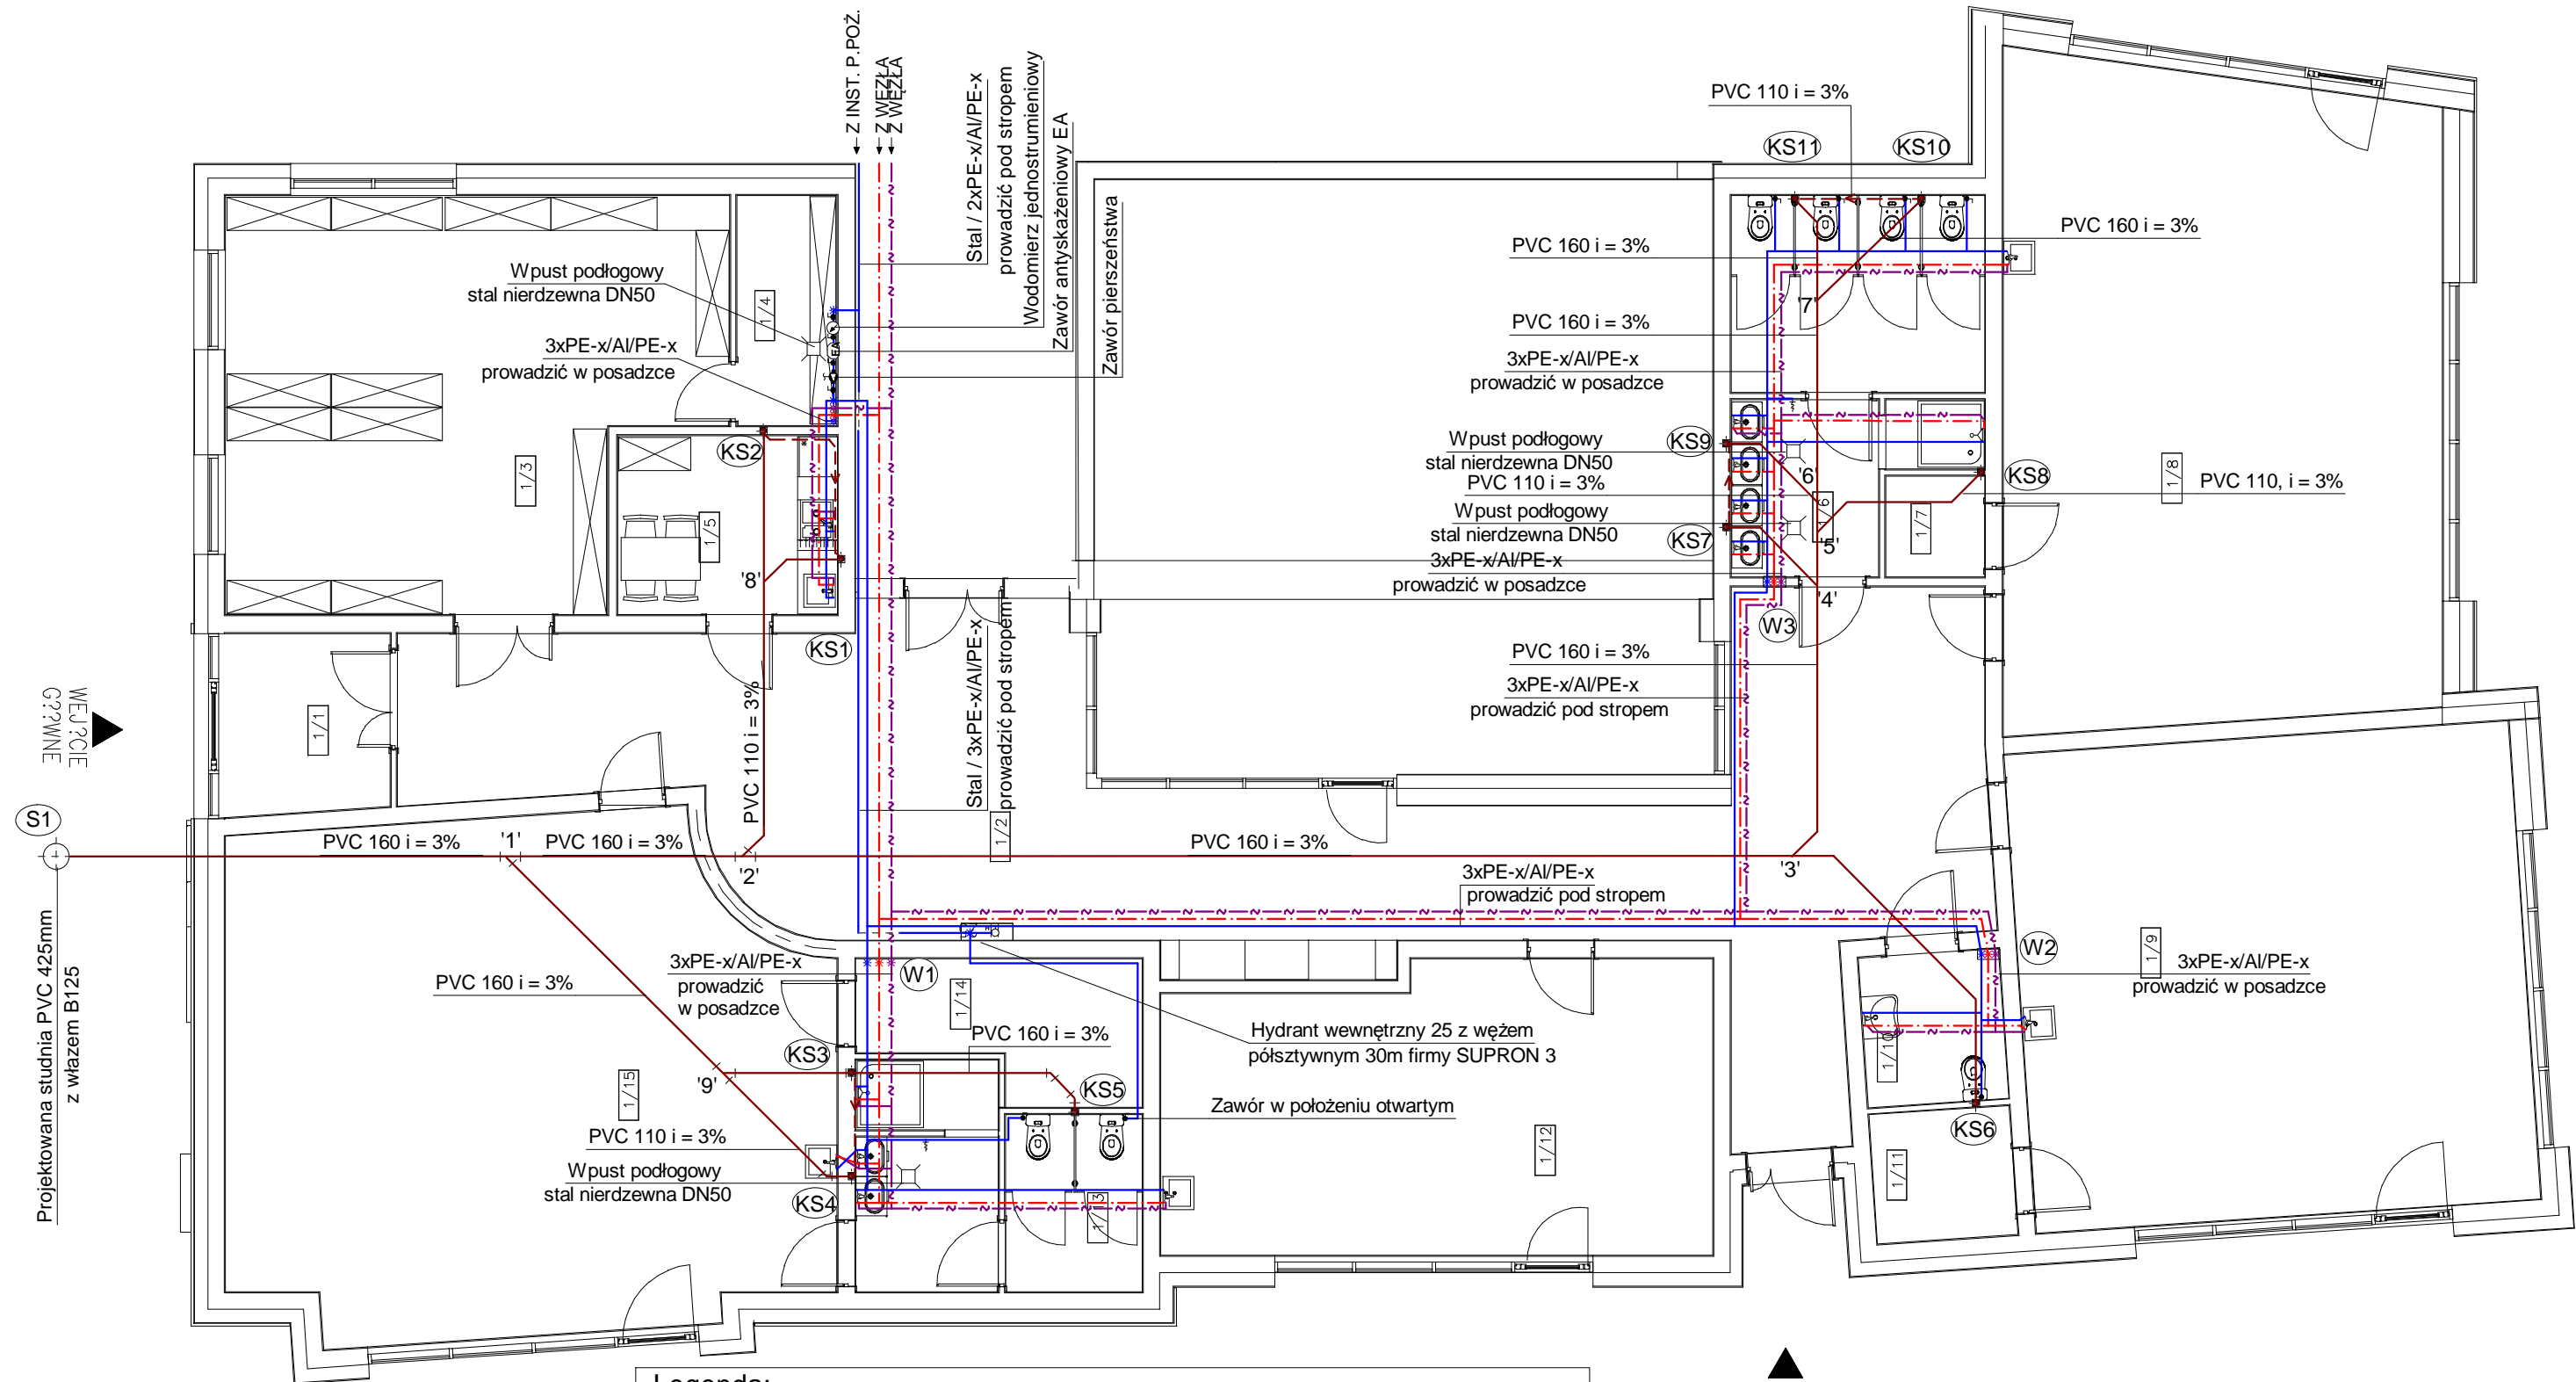 Z INST. P.POŻ.
Z WĘZŁA
Z WĘZŁA
Stal / 2xPE-x/Al/PE-x
prowadzić pod stropem
Wodomierz jednostrumieniowy
Zawór antyskażeniowy EA
Zawór pierszeństwa
PVC 110 i = 3%
KS11
KS10
PVC 160 i = 3%
PVC 160 i = 3%
Wpust podłogowy
stal nierdzewna DN50
1/4
EA
'7'
PVC 160 i = 3%
3xPE-x/Al/PE-x
prowadzić w posadzce
3xPE-x/Al/PE-x
prowadzić w posadzce
KS2
1/3
1/5
'8'
KS1
Wpust podłogowy
stal nierdzewna DN50
KS9
PVC 110 i = 3%
'6'
1/6
Wpust podłogowy
stal nierdzewna DN50
KS7
'5'
1/7
KS8
1/8
PVC 110, i = 3%
3xPE-x/Al/PE-x
prowadzić w posadzce
'4'
W3
PVC 160 i = 3%
3xPE-x/Al/PE-x
prowadzić pod stropem
Stal / 3xPE-x/Al/PE-x
prowadzić pod stropem
PVC 110 i = 3%
1/1
WEJ?CIE
G???WNE
S1
PVC 160 i = 3%
'1'
PVC 160 i = 3%
'2'
1/2
PVC 160 i = 3%
'3'
3xPE-x/Al/PE-x
prowadzić pod stropem
Projektowana studnia PVC 425mm
z włazem B125
PVC 160 i = 3%
3xPE-x/Al/PE-x
prowadzić
w posadzce
W1
1/14
W2
1/9
3xPE-x/Al/PE-x
prowadzić w posadzce
Hydrant wewnętrzny 25 z wężem
półsztywnym 30m firmy SUPRON 3
PVC 160 i = 3%
KS3
'9'
1/15
KS5
1/10
Zawór w położeniu otwartym
KS6
PVC 110 i = 3%
1/12
Wpust podłogowy
stal nierdzewna DN50
KS4
1/13
1/11
Legenda: